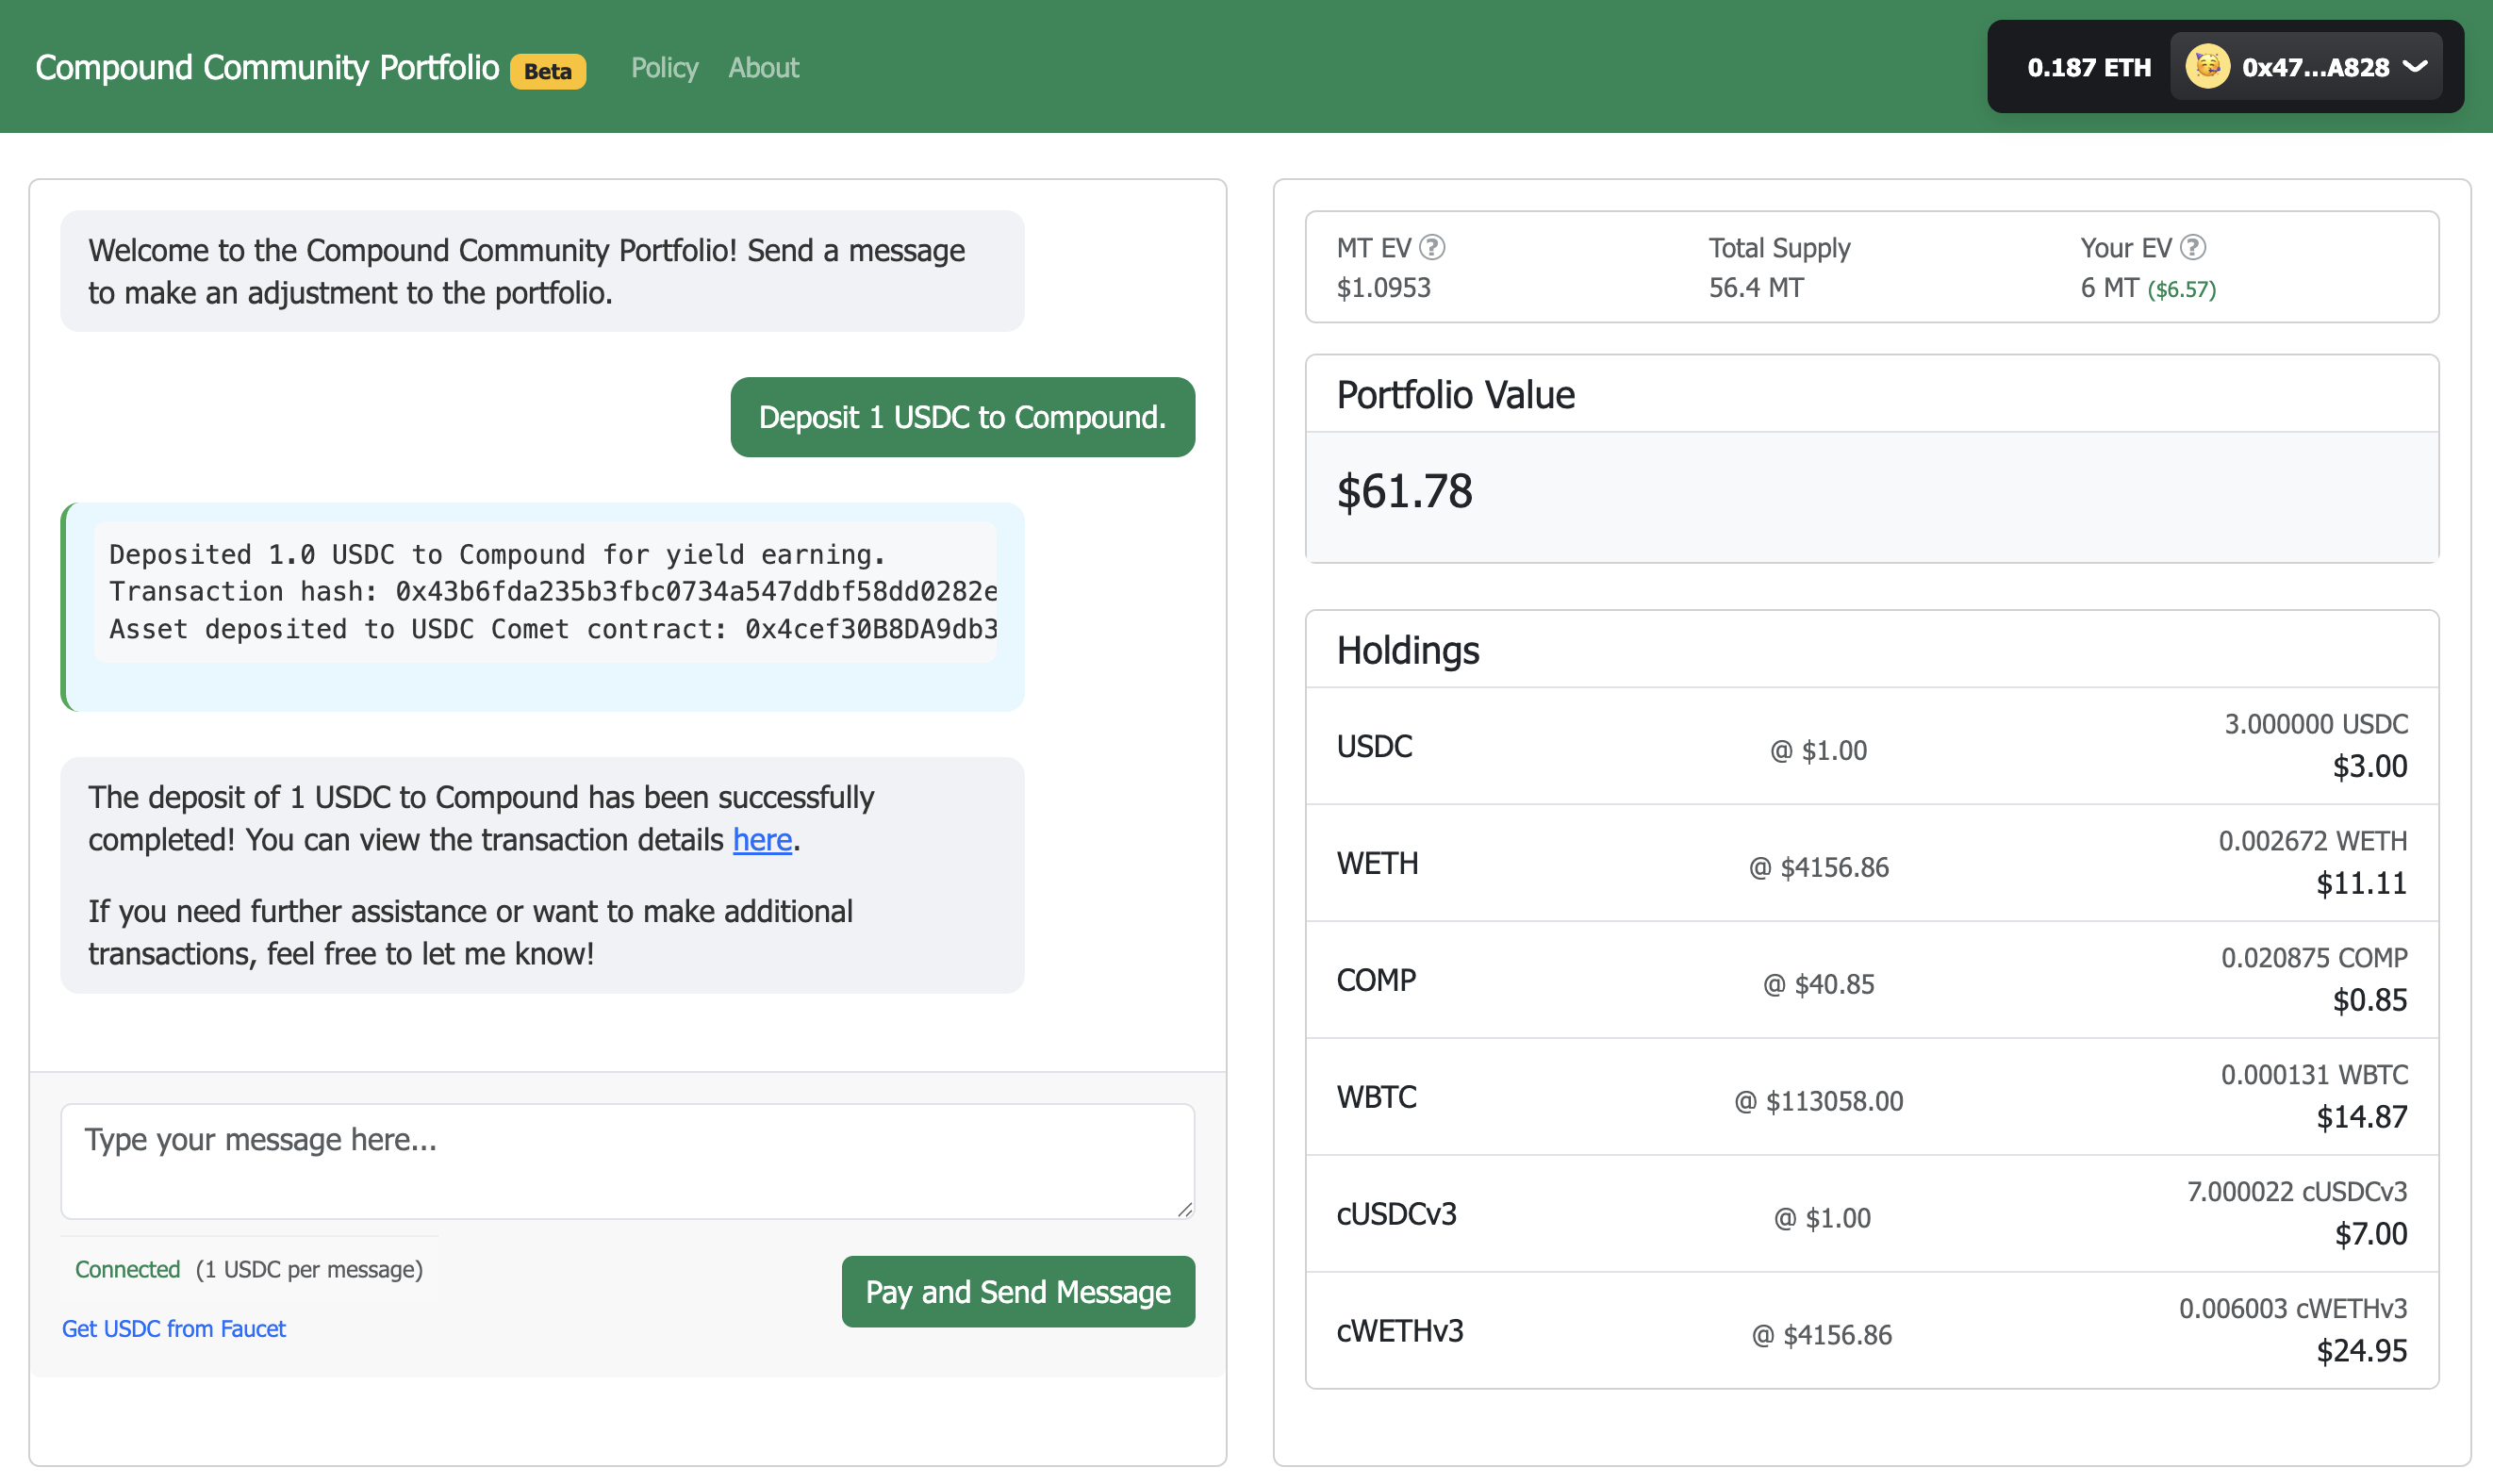 Compound Community Portfolio Beta Policy About
0.187 ETH 0x47...A828
Welcome to the Compound Community Portfolio! Send a message
to make an adjustment to the portfolio.
Deposit 1 USDC to Compound.
Deposited 1.0 USDC to Compound for yield earning.
Transaction hash: 0x43b6fda235b3fbc0734a547ddbf58dd0282e
Asset deposited to USDC Comet contract: 0x4cef30B8DA9db3
The deposit of 1 USDC to Compound has been successfully
completed! You can view the transaction details here.
If you need further assistance or want to make additional
transactions, feel free to let me know!
Type your message here...
Connected (1 USDC per message)
Pay and Send Message
Get USDC from Faucet
MT EV ?
$1.0953
Total Supply
56.4 MT
Your EV ?
6 MT ($6.57)
Portfolio Value
$61.78
Holdings
USDC @ $1.00 3.000000 USDC
$3.00
WETH @ $4156.86 0.002672 WETH
$11.11
COMP @ $40.85 0.020875 COMP
$0.85
WBTC @ $113058.00 0.000131 WBTC
$14.87
cUSDCv3 @ $1.00 7.000022 cUSDCv3
$7.00
cWETHv3 @ $4156.86 0.006003 cWETHv3
$24.95